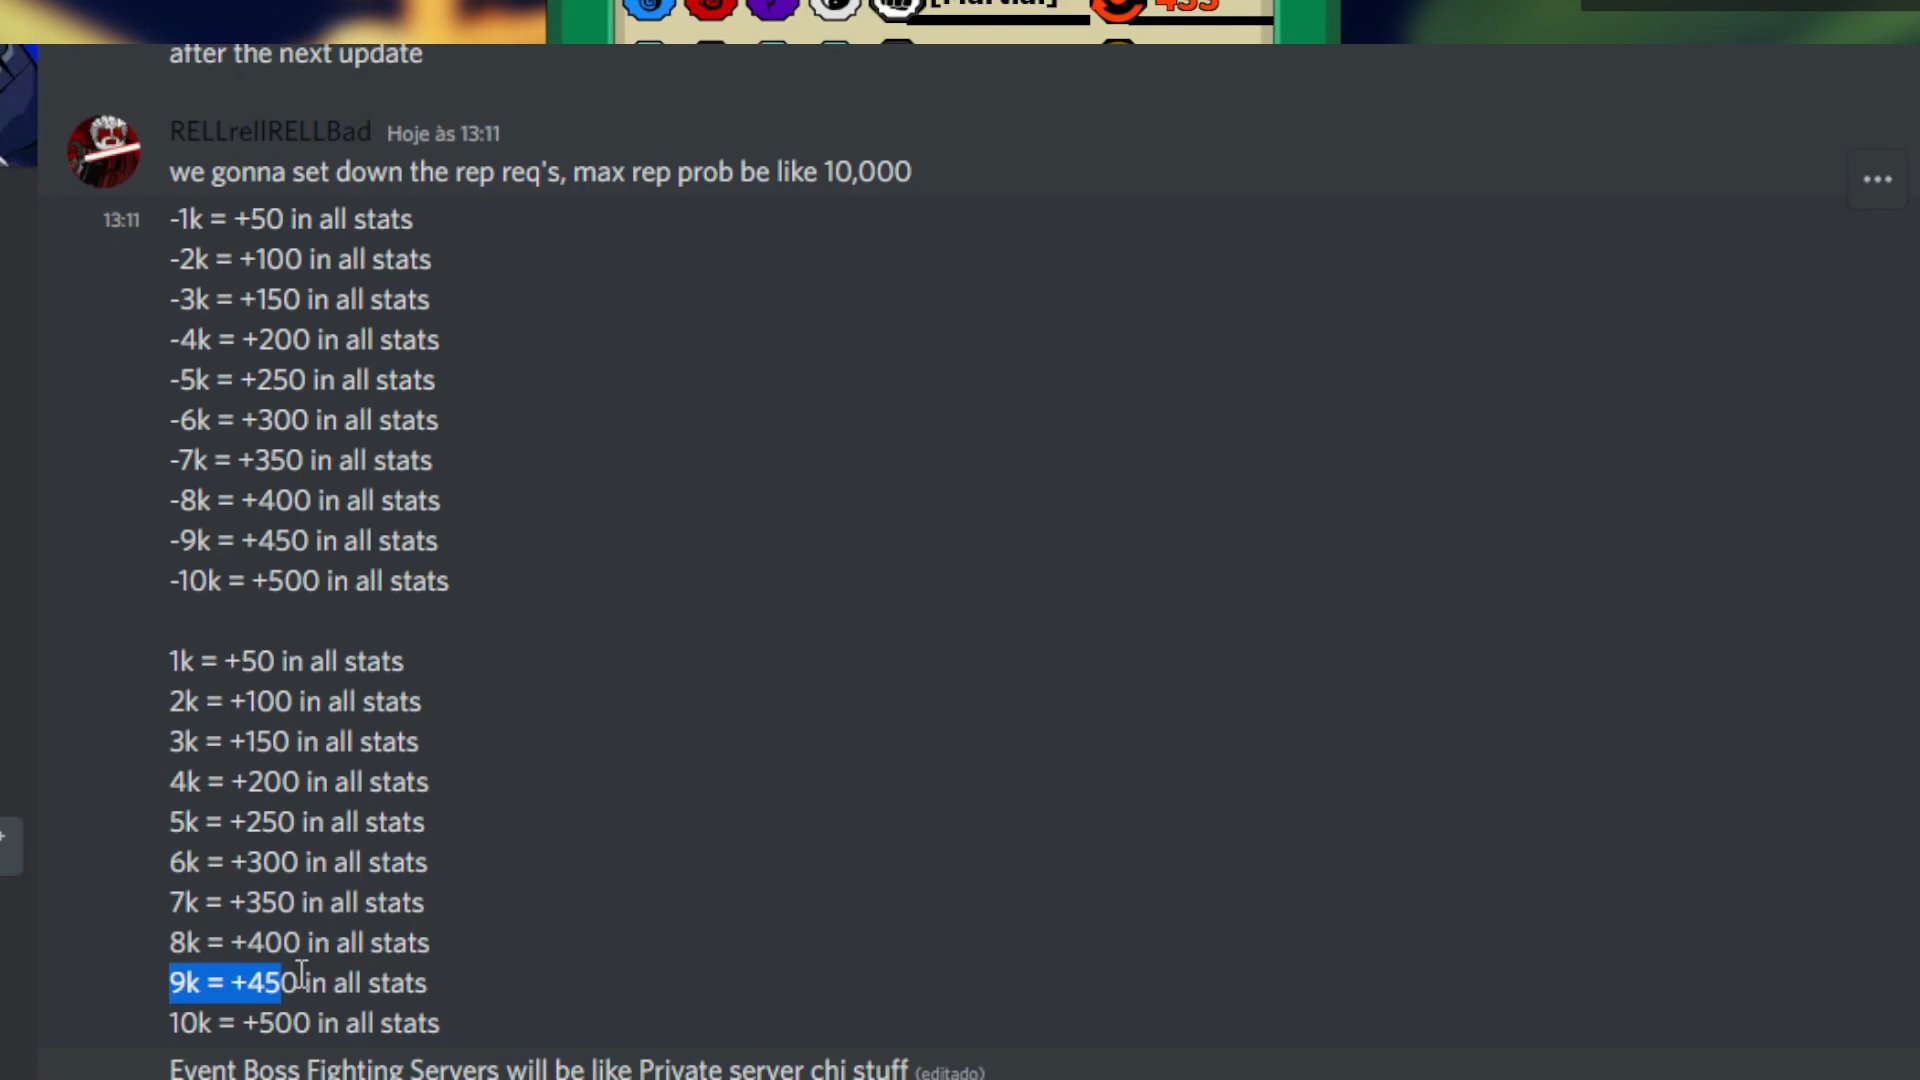 [Martial]
455
after the next update
RELLrellRELLBad Hoje às 13:11
we gonna set down the rep req's, max rep prob be like 10,000
13:11 -1k = +50 in all stats
-2k = +100 in all stats
-3k = +150 in all stats
-4k = +200 in all stats
-5k = +250 in all stats
-6k = +300 in all stats
-7k = +350 in all stats
-8k = +400 in all stats
-9k = +450 in all stats
-10k = +500 in all stats
1k = +50 in all stats
2k = +100 in all stats
3k = +150 in all stats
4k = +200 in all stats
5k = +250 in all stats
6k = +300 in all stats
7k = +350 in all stats
8k = +400 in all stats
9k = +450 in all stats
10k = +500 in all stats
Event Boss Fighting Servers will be like Private server chi stuff (editado)